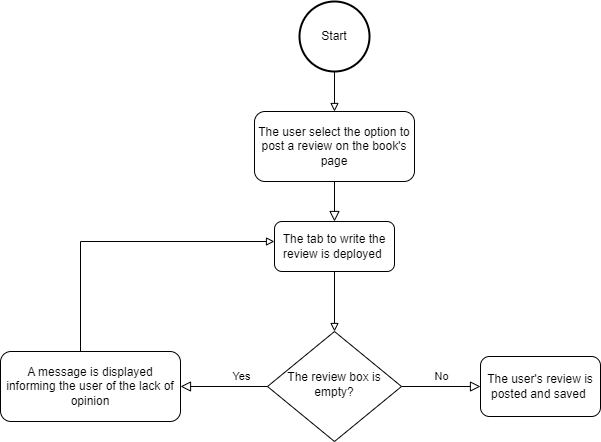 Start
The user select the option to
post a review on the book's
page
The tab to write the
review is deployed
The review box is
empty?
Yes
No
A message is displayed
informing the user of the lack of
opinion
The user's review is
posted and saved